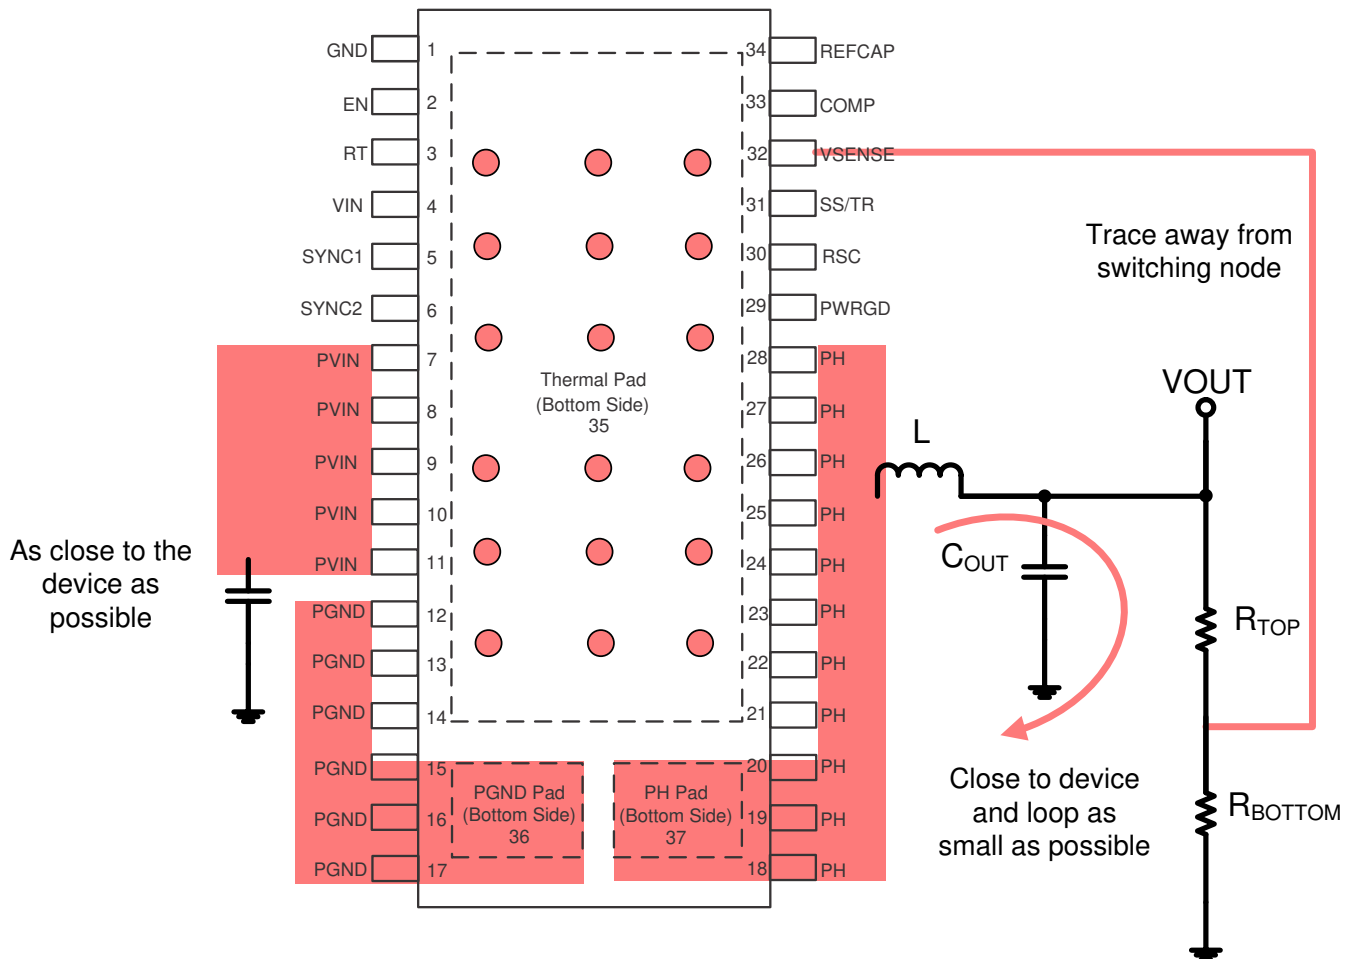 GND 1
EN 2
RT 3
VIN 4
SYNC1 5
SYNC2 6
PVIN 7
PVIN 8
PVIN 9
PVIN 10
PVIN 11
PGND 12
PGND 13
PGND 14
PGND 15
PGND 16
PGND 17
As close to the
device as
possible
Thermal Pad
(Bottom Side)
35
PGND Pad
(Bottom Side)
36
PH Pad
(Bottom Side)
37
34 REFCAP
33 COMP
32 VSENSE
31 SS/TR
30 RSC
29 PWRGD
28 PH
27 PH
26 PH
25 PH
24 PH
23 PH
22 PH
21 PH
20 PH
19 PH
18 PH
Trace away from
switching node
VOUT
L
COUT
RTOP
RBOTTOM
Close to device
and loop as
small as possible